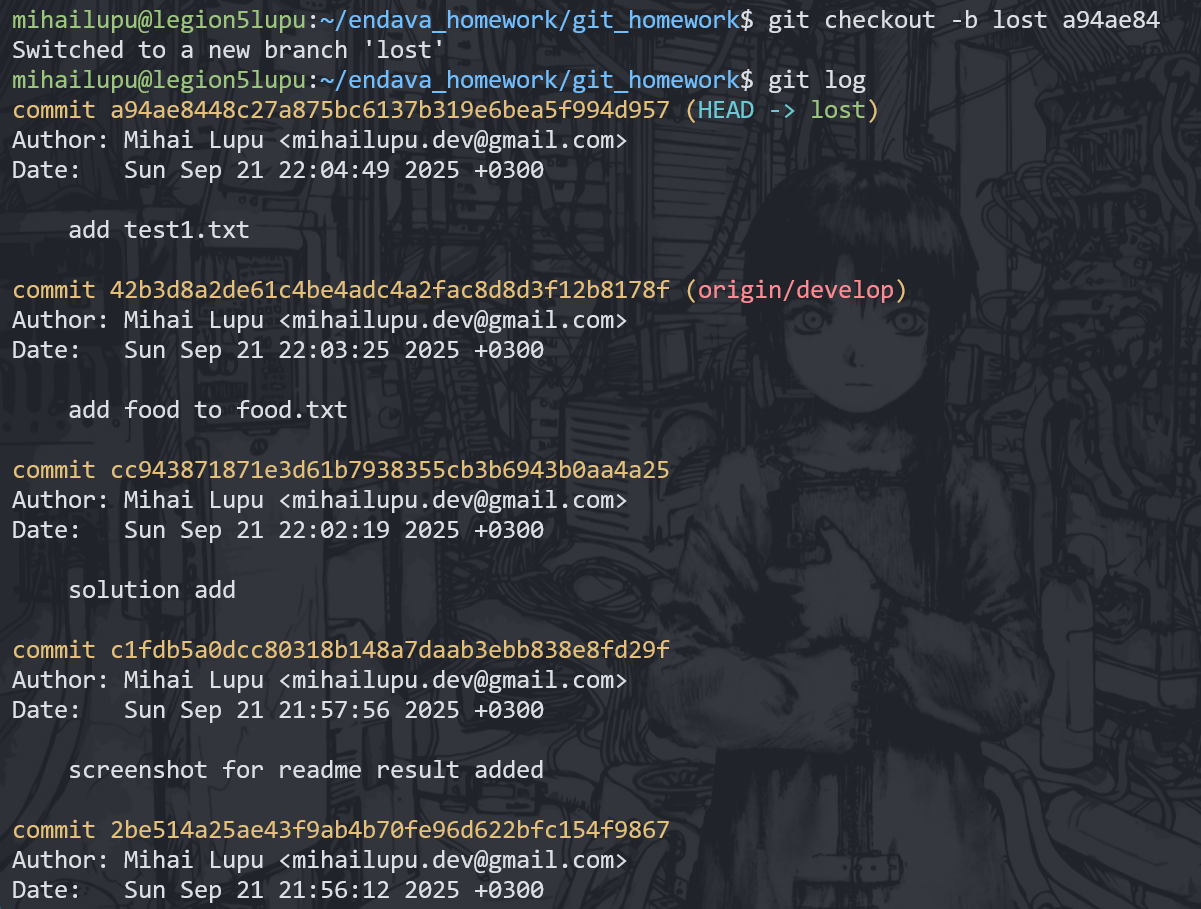 mihailupu@legion5lupu:~/endava_homework/git_homework$ git checkout -b lost a94ae84
Switched to a new branch 'lost'
mihailupu@legion5lupu:~/endava_homework/git_homework$ git log
commit a94ae8448c27a875bc6137b319e6bea5f994d957 (HEAD -> lost)
Author: Mihai Lupu <mihailupu.dev@gmail.com>
Date:   Sun Sep 21 22:04:49 2025 +0300
    add test1.txt
commit 42b3d8a2de61c4be4adc4a2fac8d8d3f12b8178f (origin/develop)
Author: Mihai Lupu <mihailupu.dev@gmail.com>
Date:   Sun Sep 21 22:03:25 2025 +0300
    add food to food.txt
commit cc943871871e3d61b7938355cb3b6943b0aa4a25
Author: Mihai Lupu <mihailupu.dev@gmail.com>
Date:   Sun Sep 21 22:02:19 2025 +0300
    solution add
commit c1fdb5a0dcc80318b148a7daab3ebb838e8fd29f
Author: Mihai Lupu <mihailupu.dev@gmail.com>
Date:   Sun Sep 21 21:57:56 2025 +0300
    screenshot for readme result added
commit 2be514a25ae43f9ab4b70fe96d622bfc154f9867
Author: Mihai Lupu <mihailupu.dev@gmail.com>
Date:   Sun Sep 21 21:56:12 2025 +0300